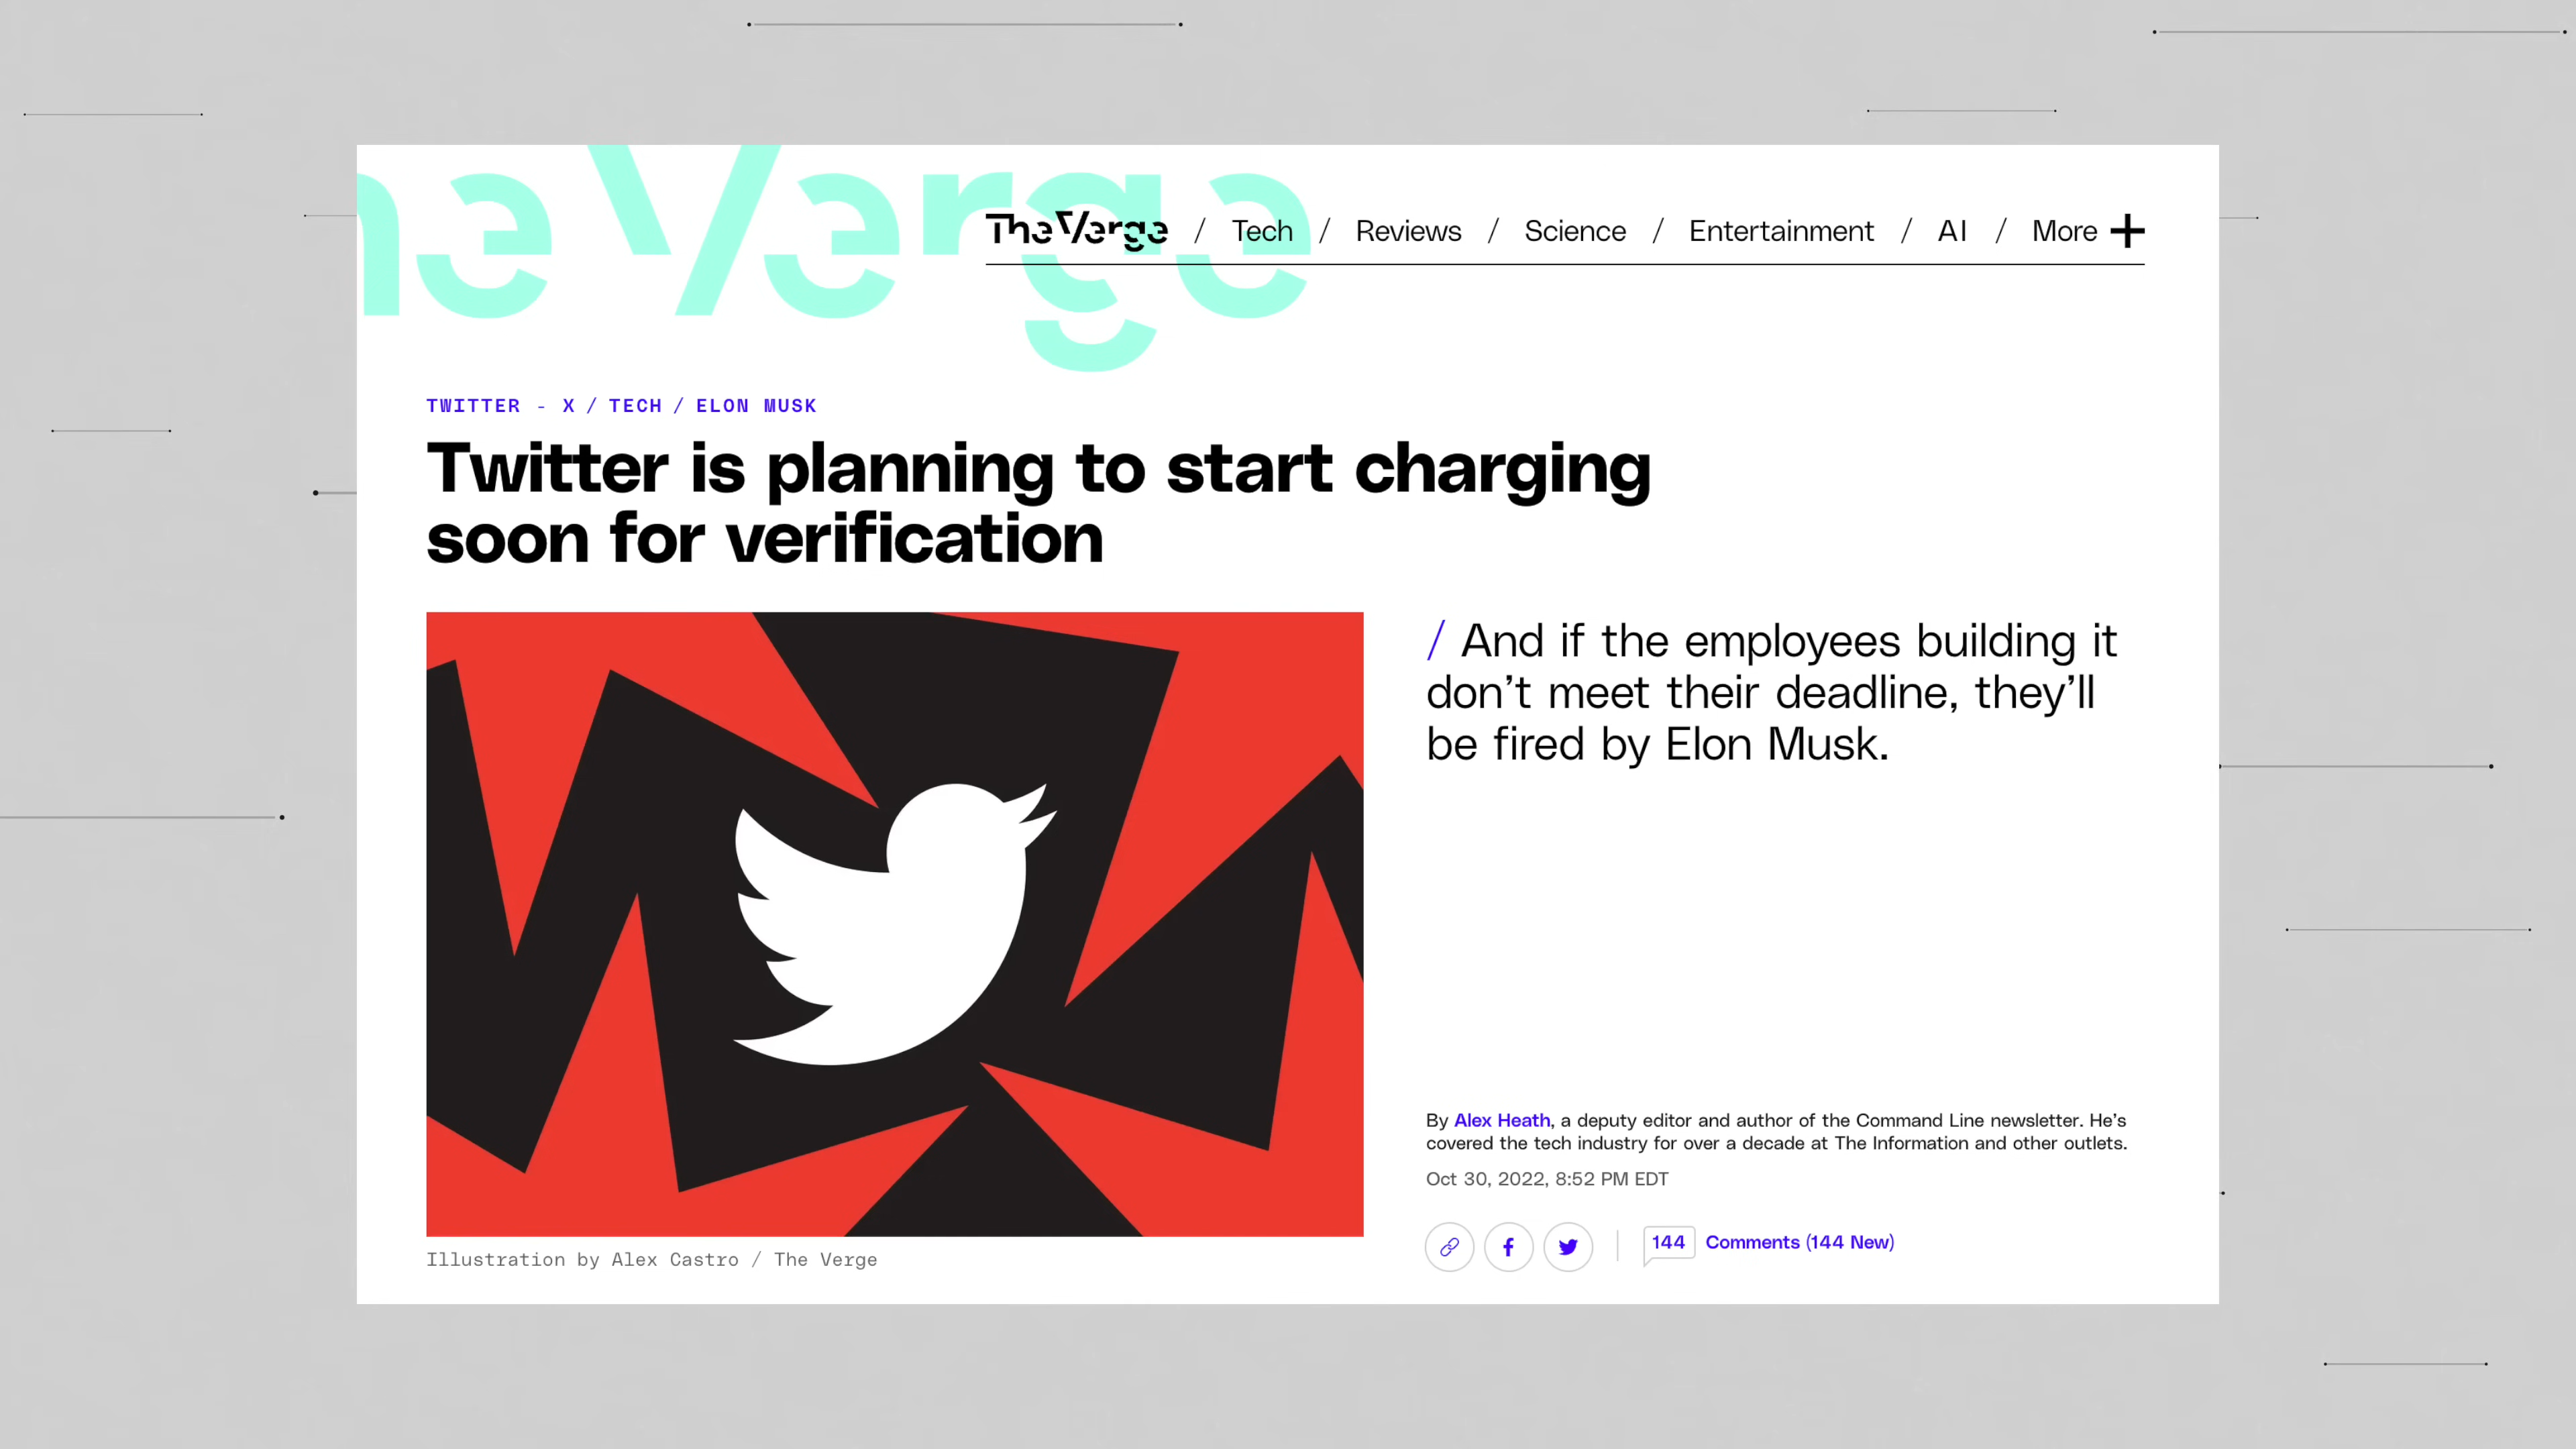 he Verge
The Verge / Tech / Reviews / Science / Entertainment / AI / More +
TWITTER - X / TECH / ELON MUSK
Twitter is planning to start charging
soon for verification
/ And if the employees building it
don’t meet their deadline, they’ll
be fired by Elon Musk.
By Alex Heath, a deputy editor and author of the Command Line newsletter. He’s
covered the tech industry for over a decade at The Information and other outlets.
Oct 30, 2022, 8:52 PM EDT
144 Comments (144 New)
Illustration by Alex Castro / The Verge